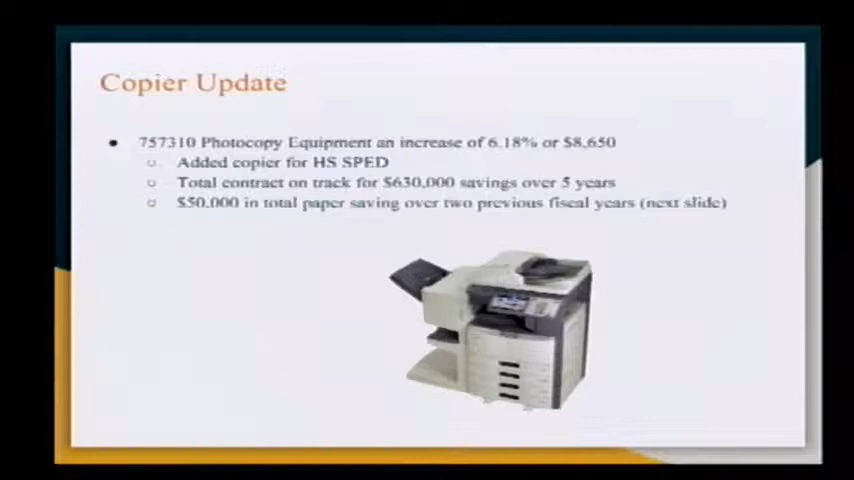 Copier Update
● 757310 Photocopy Equipment an increase of 6.18% or $8,650
○ Added copier for HS SPED
○ Total contract on track for $630,000 savings over 5 years
○ $50,000 in total paper saving over two previous fiscal years (next slide)